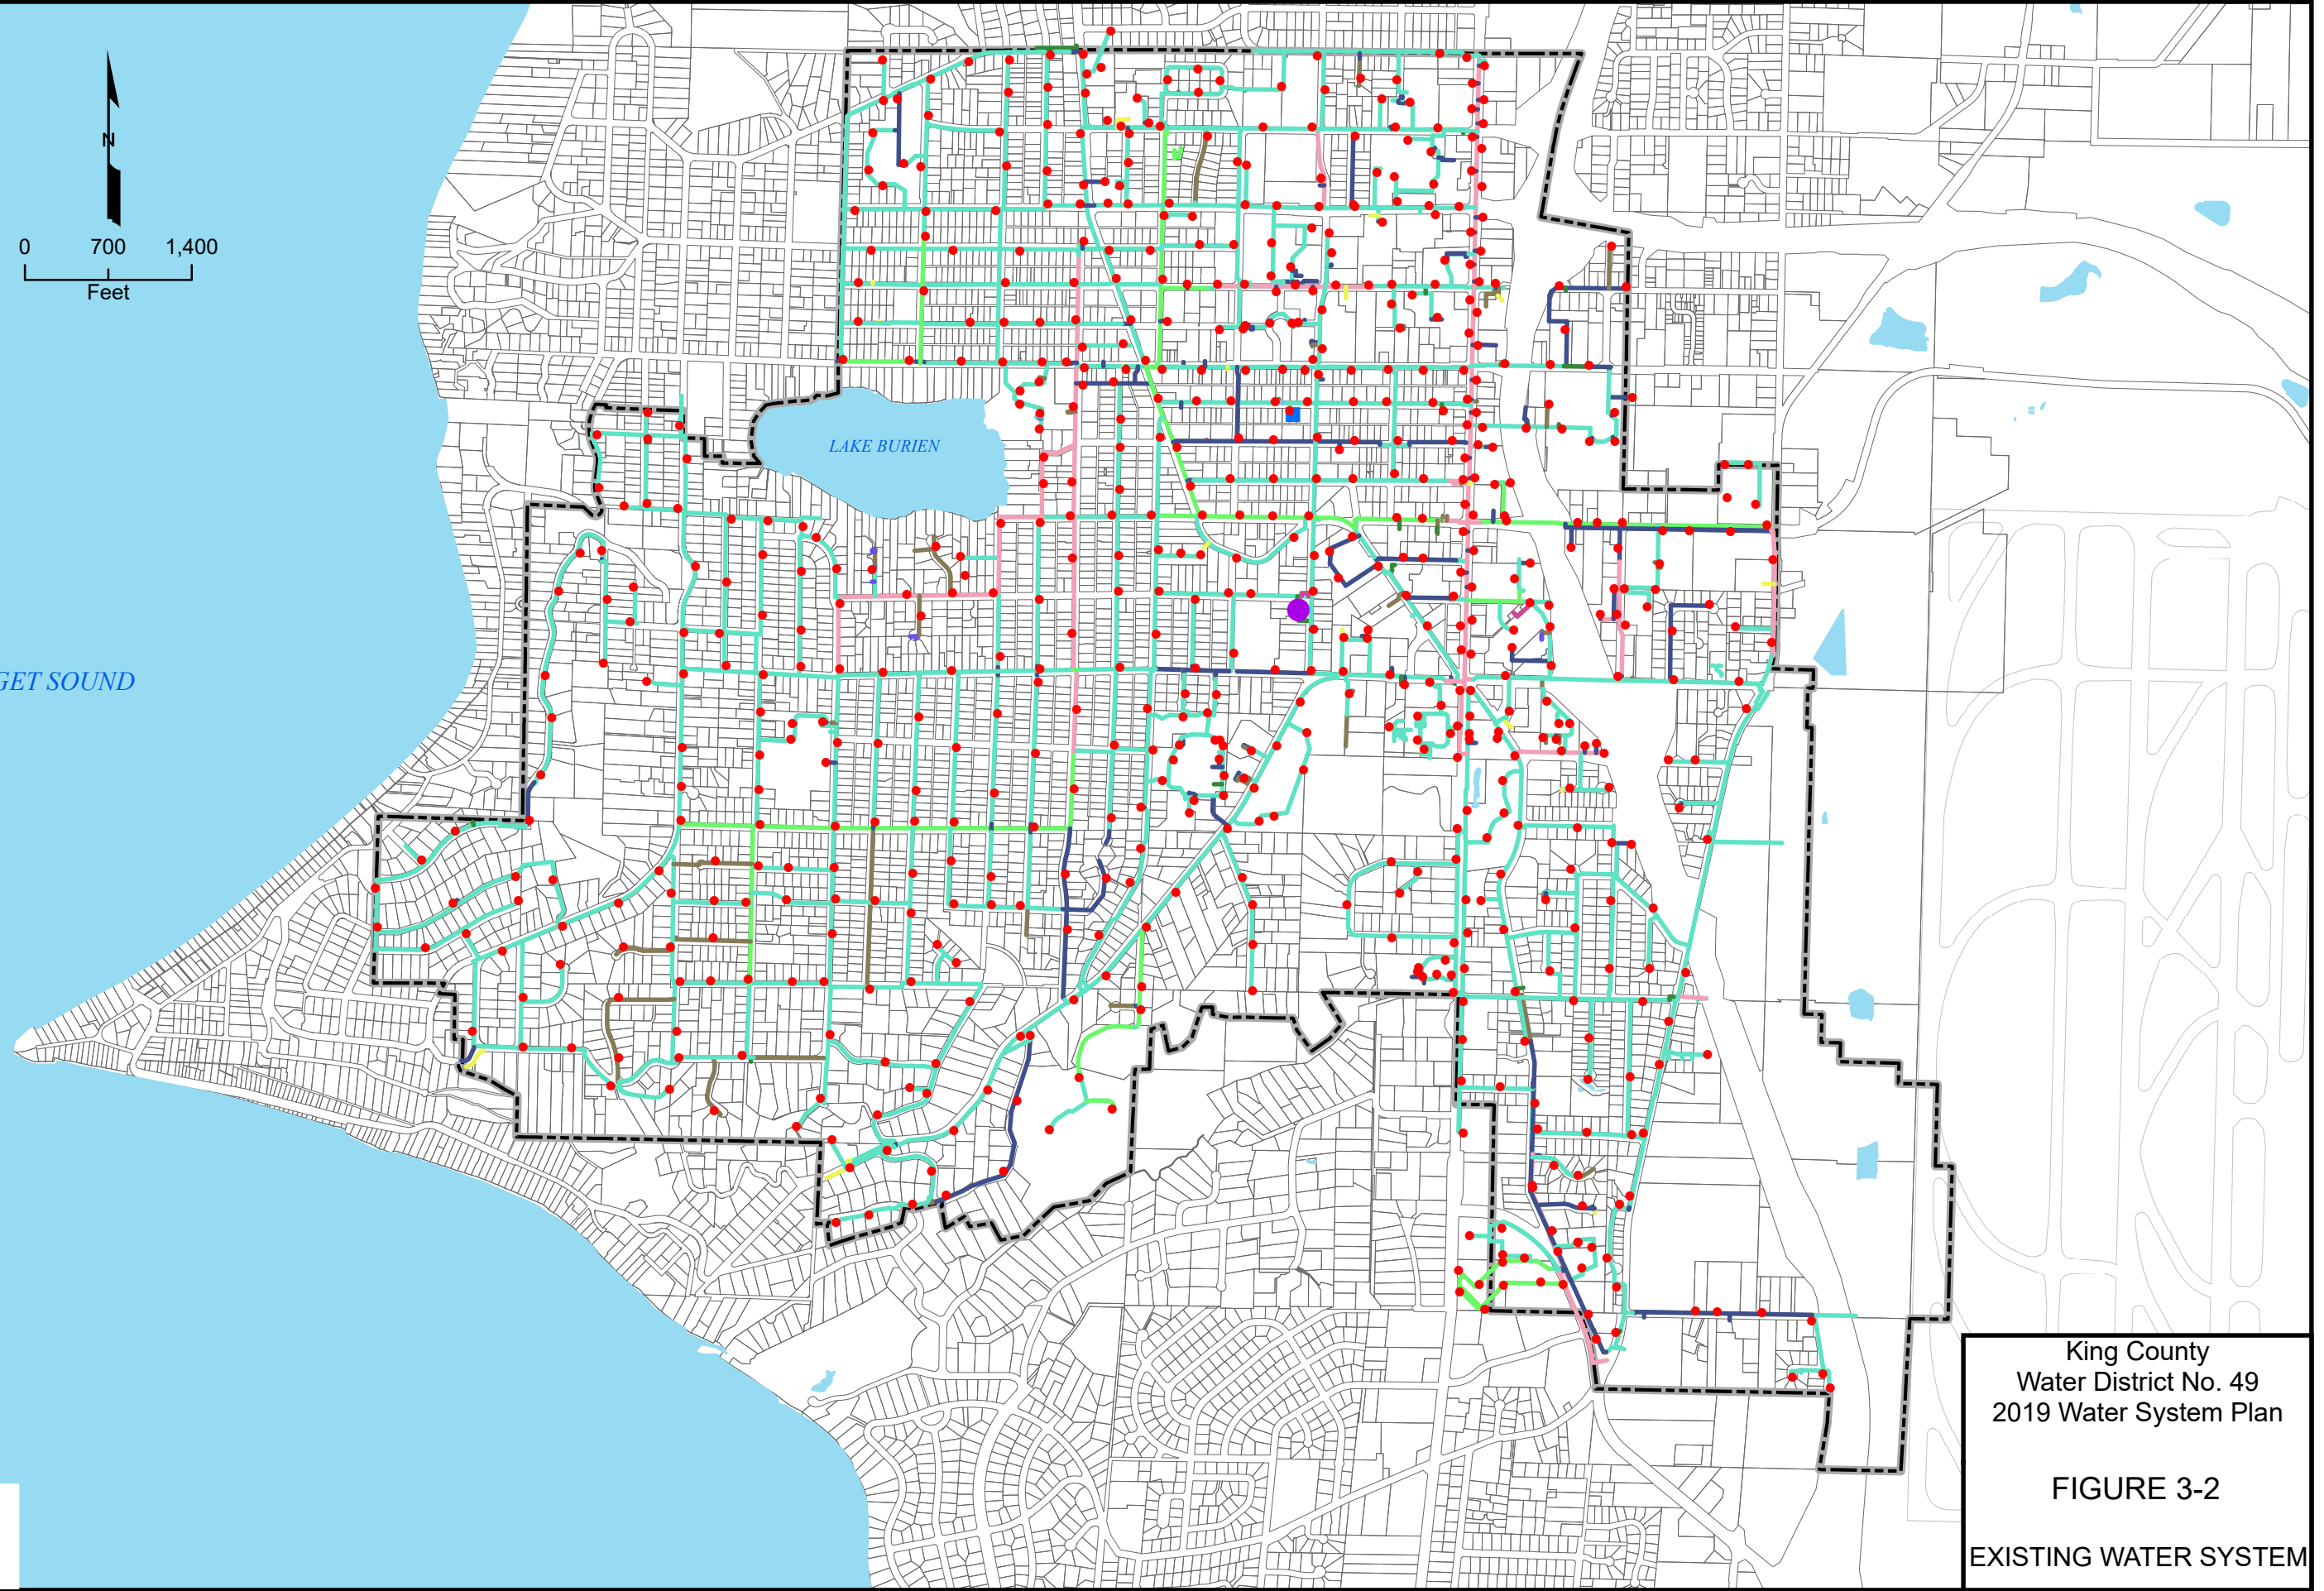 N
0 700 1,400
Feet
LAKE BURIEN
GET SOUND
King County
Water District No. 49
2019 Water System Plan
FIGURE 3-2
EXISTING WATER SYSTEM